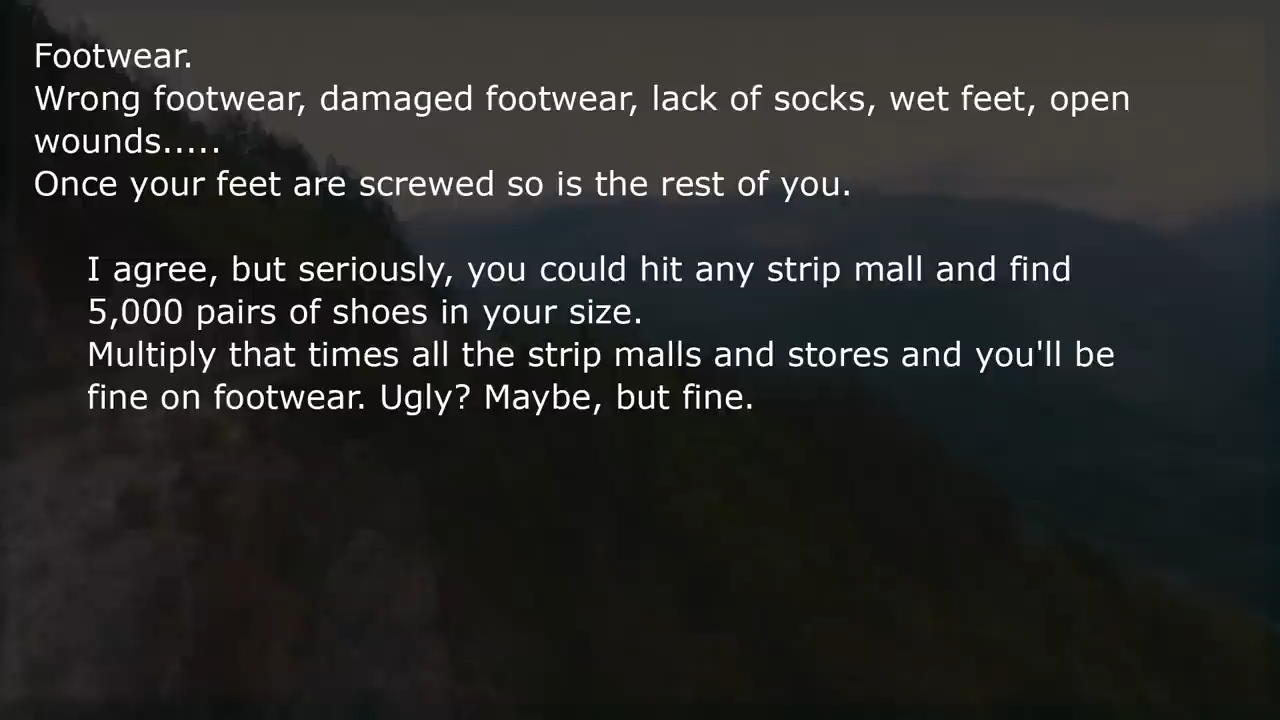 Footwear.
Wrong footwear, damaged footwear, lack of socks, wet feet, open
wounds.....
Once your feet are screwed so is the rest of you.
I agree, but seriously, you could hit any strip mall and find
5,000 pairs of shoes in your size.
Multiply that times all the strip malls and stores and you'll be
fine on footwear. Ugly? Maybe, but fine.